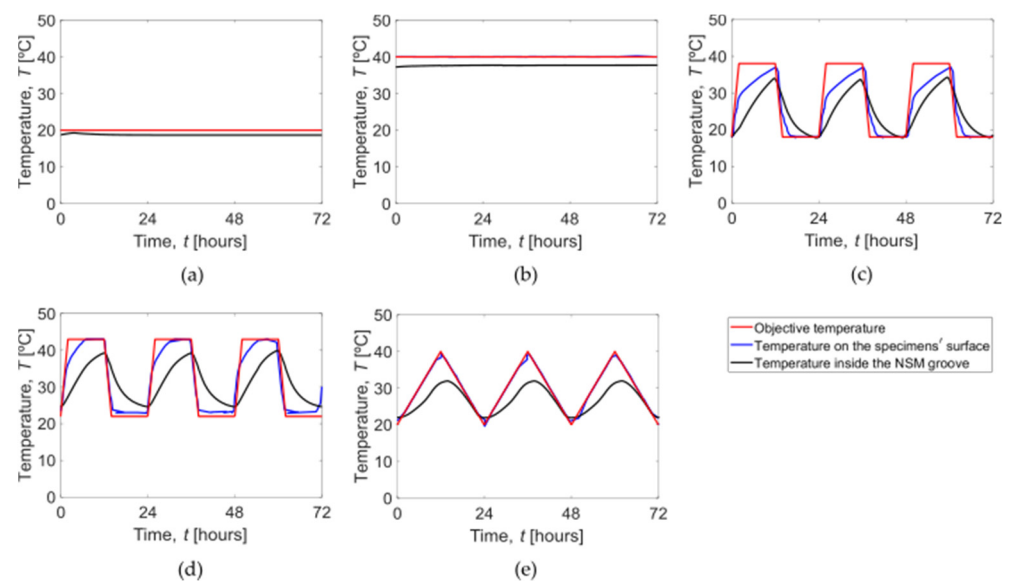 50
40
30
20
10
0
Temperature, T [ºC]
0 24 48 72
Time, t [hours]
(a)
50
40
30
20
10
0
Temperature, T [ºC]
0 24 48 72
Time, t [hours]
(b)
50
40
30
20
10
0
Temperature, T [ºC]
0 24 48 72
Time, t [hours]
(c)
50
40
30
20
10
0
Temperature, T [ºC]
0 24 48 72
Time, t [hours]
(d)
50
40
30
20
10
0
Temperature, T [ºC]
0 24 48 72
Time, t [hours]
(e)
Objective temperature
Temperature on the specimens′ surface
Temperature inside the NSM groove